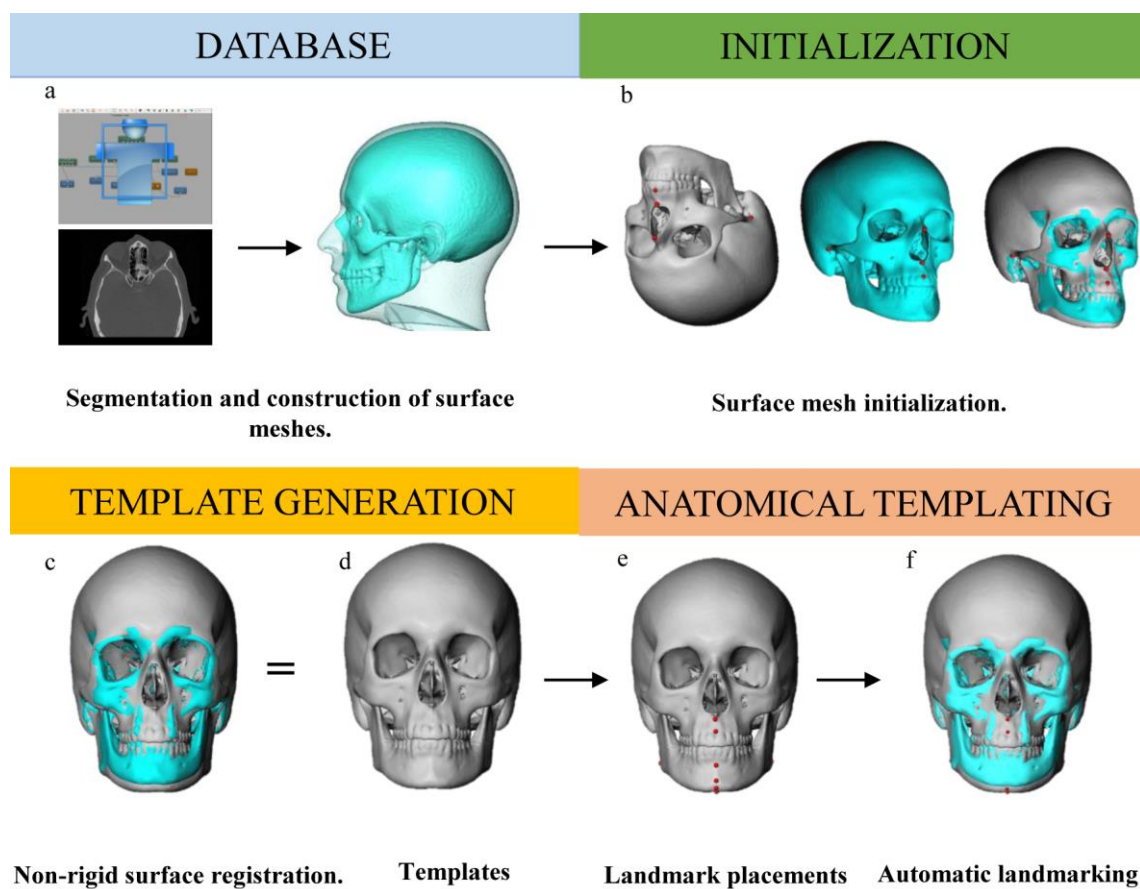 DATABASE
INITIALIZATION
a
b
Segmentation and construction of surface
meshes.
Surface mesh initialization.
TEMPLATE GENERATION
ANATOMICAL TEMPLATING
c
d
e
f
=
Non-rigid surface registration.
Templates
Landmark placements
Automatic landmarking